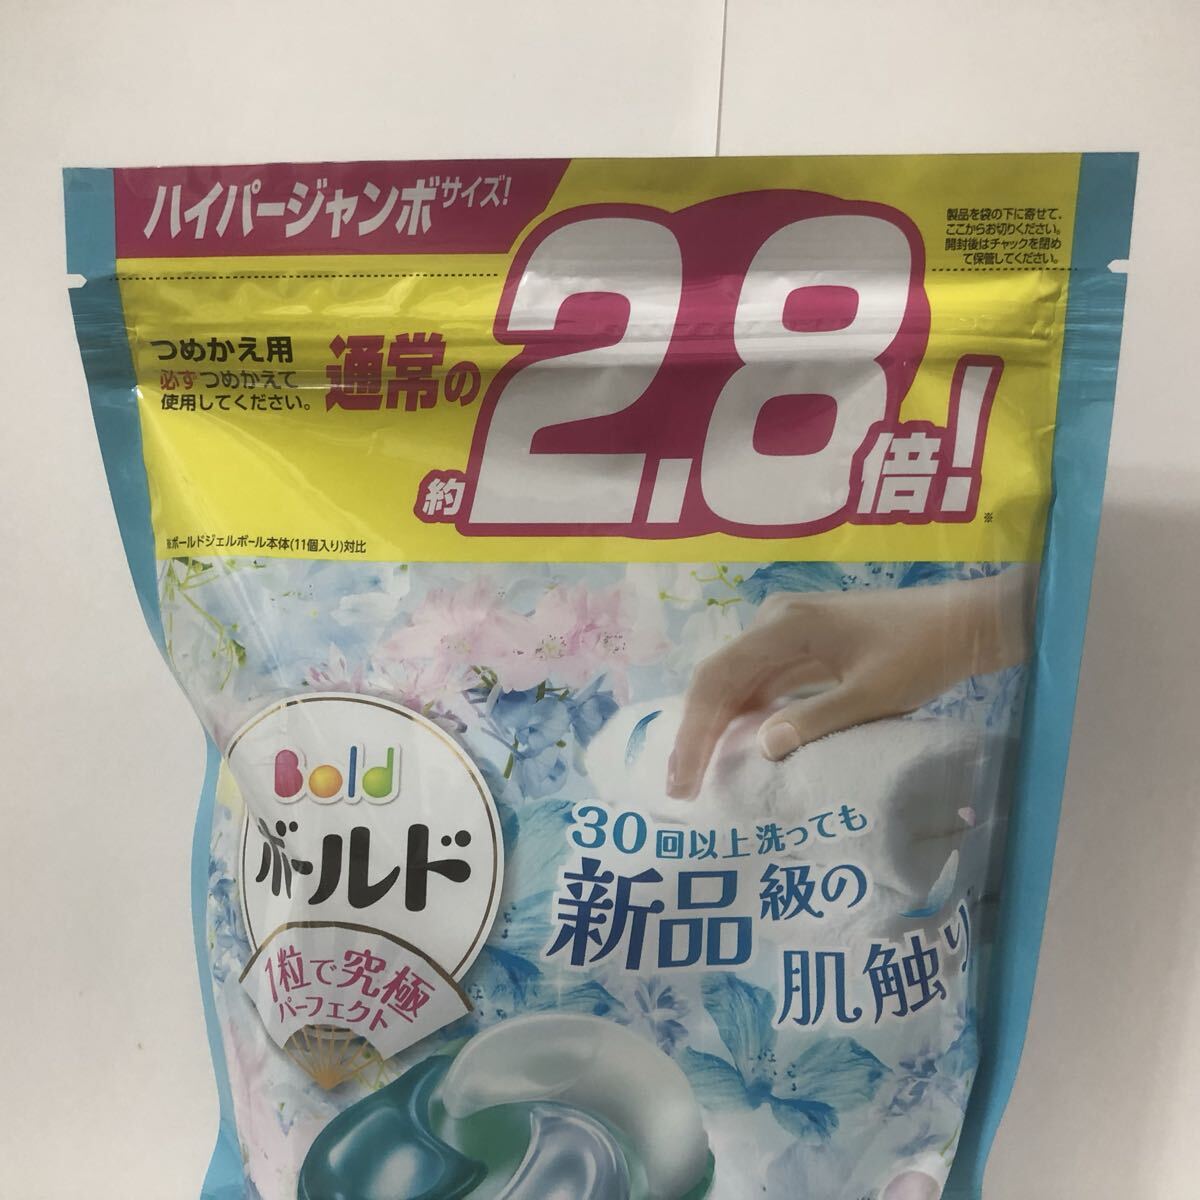 ハイパージャンボサイズ!
製品を袋の下に寄せて、
ここからお切りください。
開封後はチャックを閉め
て保管してください。
つめかえ用
必ずつめかえて
使用してください。
通常の
約2.8倍!※
※ボールドジェルボール本体(11個入り)対比
Bold
ボールド
1粒で究極
パーフェクト
30回以上洗っても
新品級の
肌触り